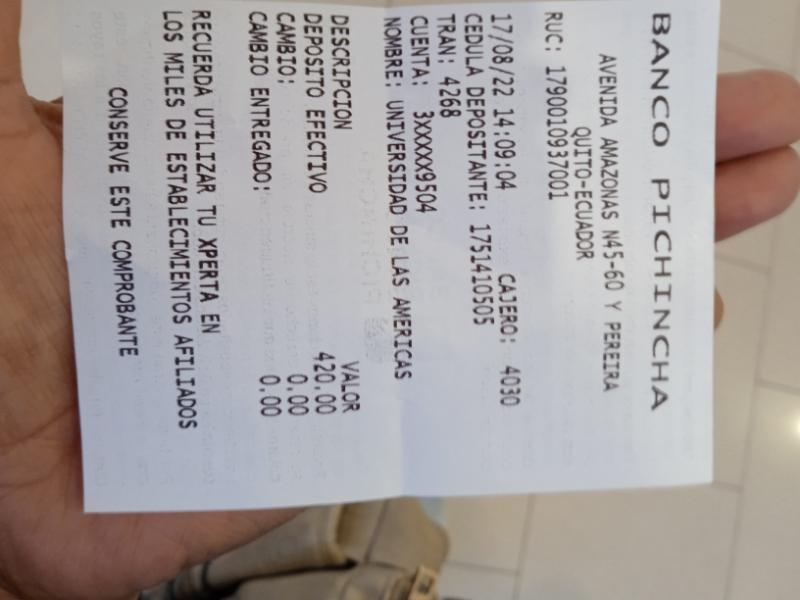 BANCO PICHINCHA
AVENIDA AMAZONAS N45-60 Y PEREIRA
QUITO-ECUADOR
RUC: 1790010937001
17/08/22 14:09:04 CAJERO: 4030
CEDULA DEPOSITANTE: 1751410505
TRAN: 4268
CUENTA: 3XXXXX9504
NOMBRE: UNIVERSIDAD DE LAS AMERICAS
DESCRIPCION VALOR
DEPOSITO EFECTIVO 420.00
CAMBIO: 0.00
CAMBIO ENTREGADO: 0.00
RECUERDA UTILIZAR TU XPERTA EN
LOS MILES DE ESTABLECIMIENTOS AFILIADOS
CONSERVE ESTE COMPROBANTE